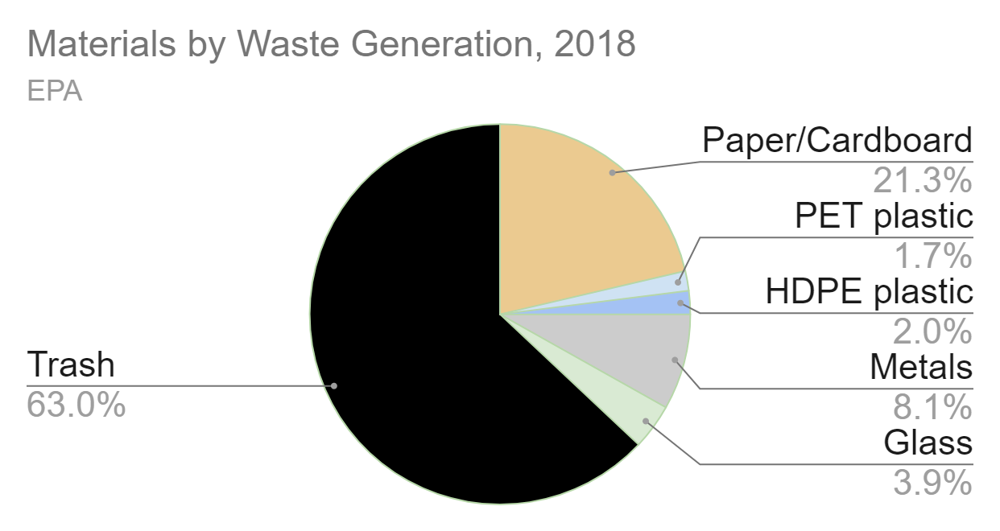 Materials by Waste Generation, 2018
EPA
Paper/Cardboard
21.3%
PET plastic
1.7%
HDPE plastic
2.0%
Metals
8.1%
Glass
3.9%
Trash
63.0%